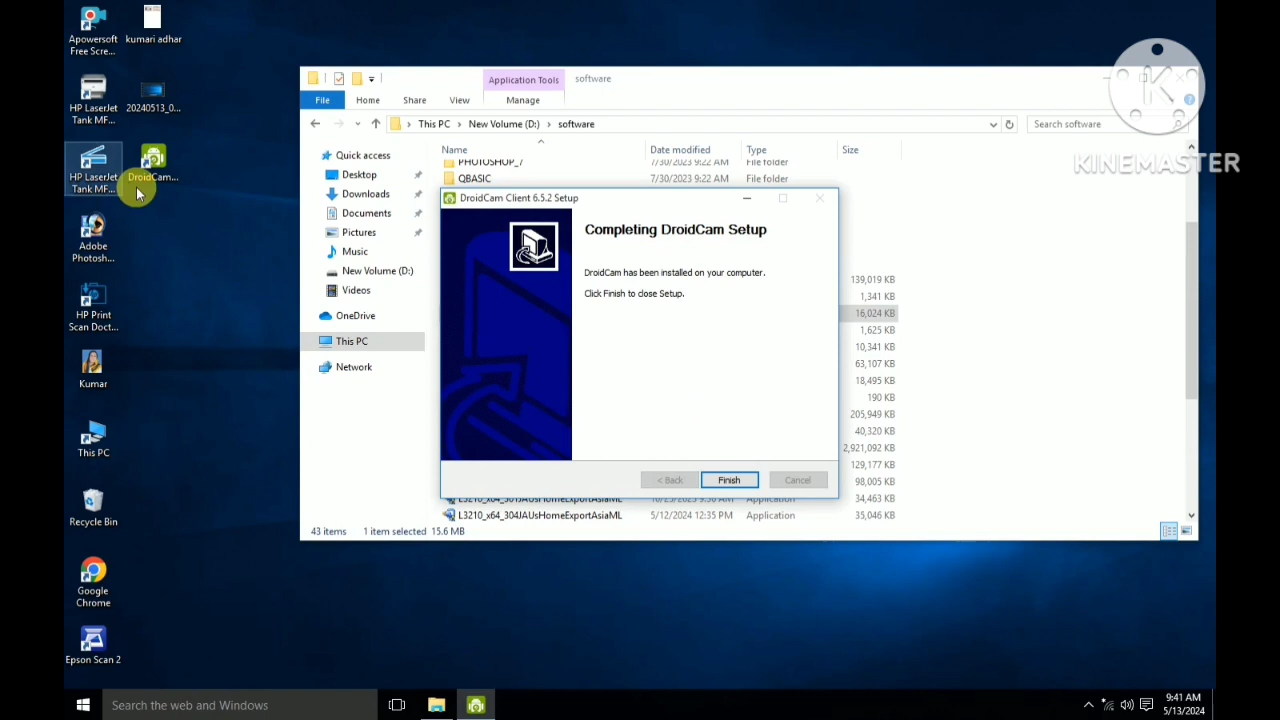 Apowersoft
Free Scre...
kumari adhar
HP LaserJet
Tank MF...
20240513_0...
HP LaserJet
Tank MF...
DroidCam...
Adobe
Photosh...
HP Print
Scan Doct...
Kumar
This PC
Recycle Bin
Google
Chrome
Epson Scan 2
Application Tools
software
File
Home
Share
View
Manage
This PC > New Volume (D:) > software
Search software
KINEMASTER
Quick access
Desktop
Downloads
Documents
Pictures
Music
New Volume (D:)
Videos
OneDrive
This PC
Network
Name
Date modified
Type
Size
PHOTOSHOP_7
7/30/2023 9:22 AM
File folder
QBASIC
7/30/2023 9:22 AM
File folder
DroidCam Client 6.5.2 Setup
Completing DroidCam Setup
DroidCam has been installed on your computer.
Click Finish to close Setup.
< Back
Finish
Cancel
139,019 KB
1,341 KB
16,024 KB
1,625 KB
10,341 KB
63,107 KB
18,495 KB
190 KB
205,949 KB
40,320 KB
2,921,092 KB
129,177 KB
98,005 KB
L3210_x64_301JAUsHomeExportAsiaML
Application
34,463 KB
L3210_x64_304JAUsHomeExportAsiaML
5/12/2024 12:35 PM
Application
35,046 KB
43 items
1 item selected 15.6 MB
Search the web and Windows
9:41 AM
5/13/2024